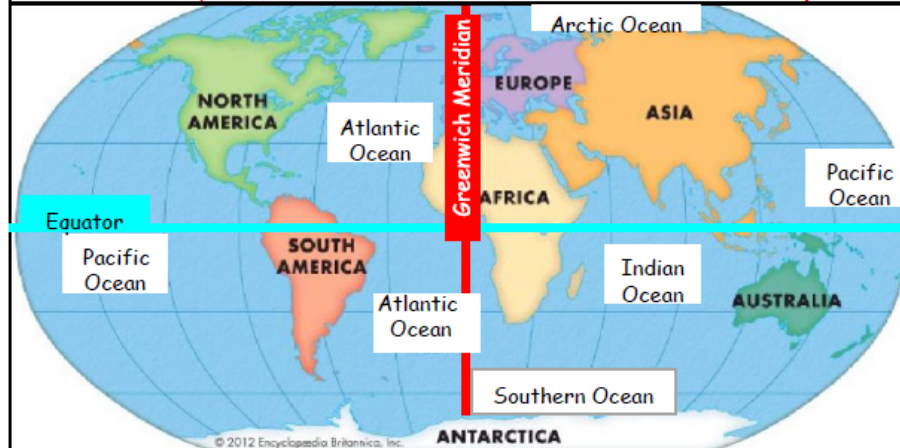 Arctic Ocean
Greenwich Meridian
EUROPE
NORTH
AMERICA
ASIA
Atlantic
Ocean
Pacific
Ocean
AFRICA
Equator
SOUTH
AMERICA
Pacific
Ocean
Indian
Ocean
AUSTRALIA
Atlantic
Ocean
Southern Ocean
ANTARCTICA
© 2012 Encyclopædia Britannica, Inc.